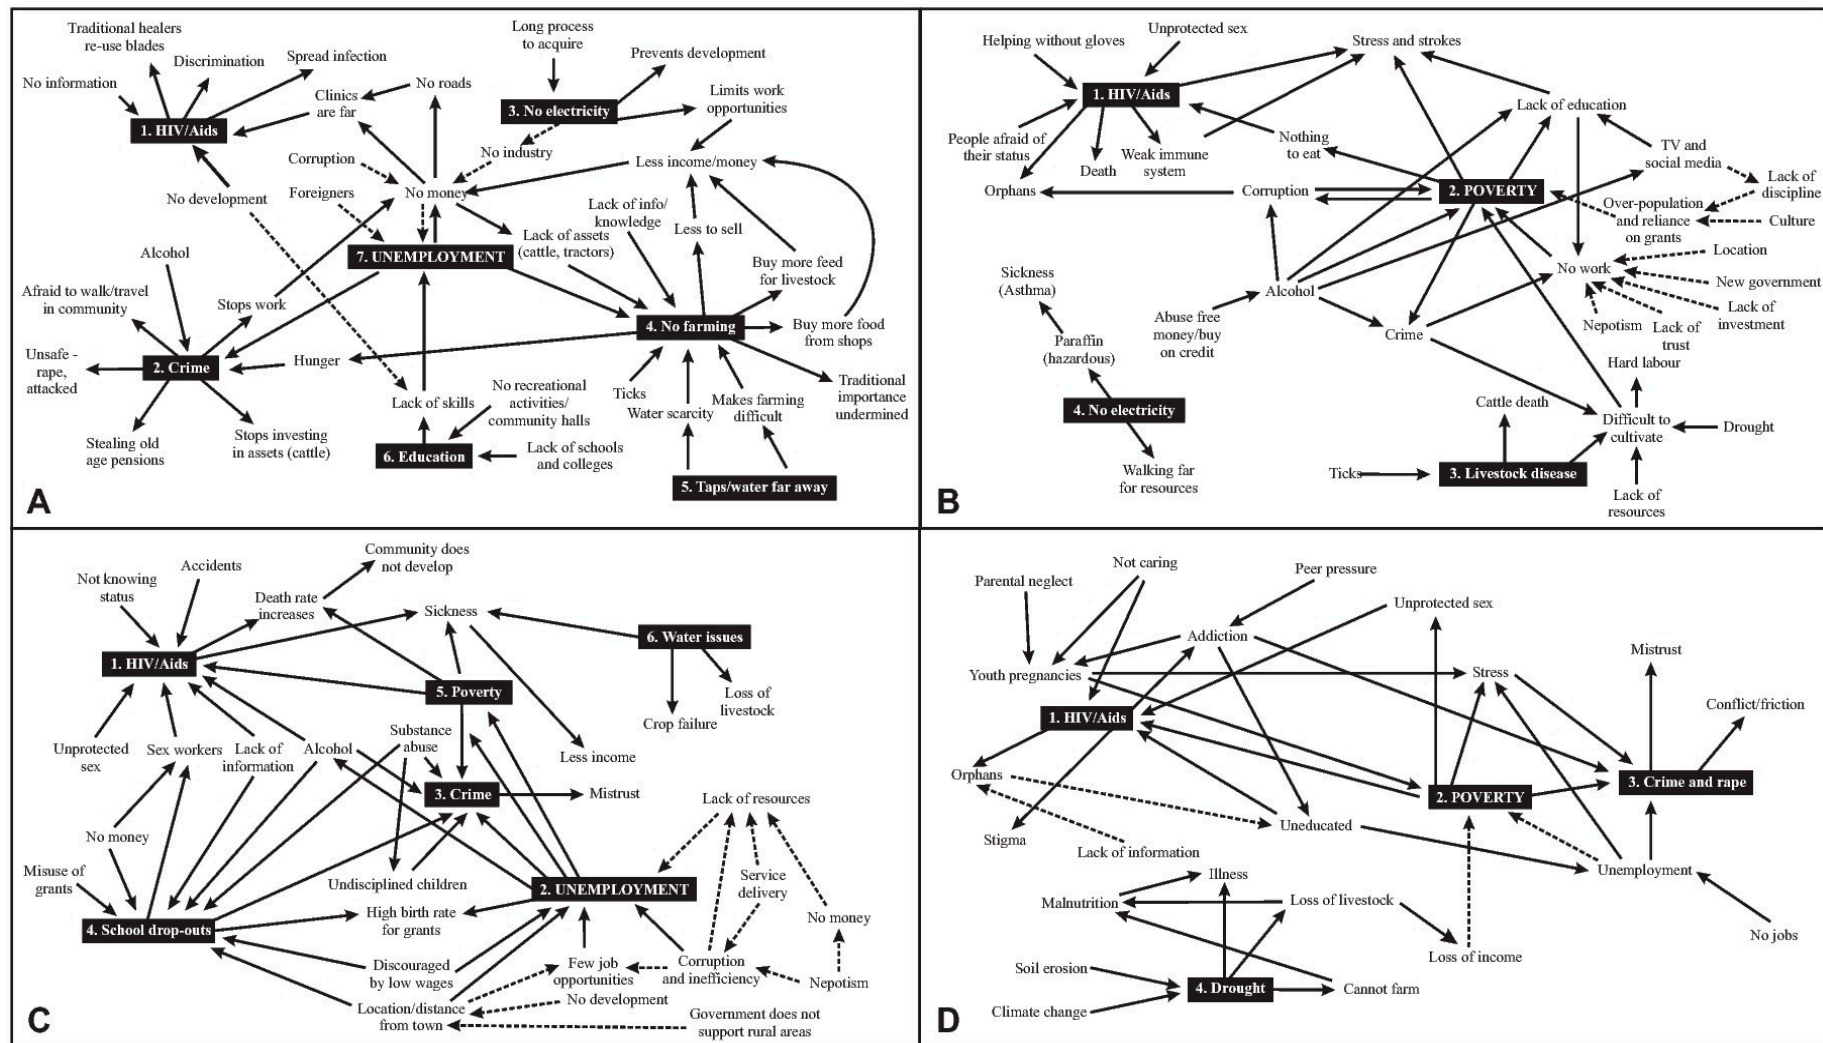 Traditional healers
re-use blades
Discrimination
Spread infection
No information
1. HIV/Aids
Clinics
are far
No roads
Long process
to acquire
Prevents development
3. No electricity
Limits work
opportunities
No industry
Less income/money
Corruption
Foreigners
No money
No development
Lack of info/
knowledge
Less to sell
Lack of assets
(cattle, tractors)
7. UNEMPLOYMENT
Buy more feed
for livestock
Alcohol
Afraid to walk/travel
in community
Stops work
4. No farming
Buy more food
from shops
Unsafe -
rape,
attacked
2. Crime
Hunger
Ticks
Water scarcity
Makes farming
difficult
Traditional
importance
undermined
No recreational
activities/
community halls
Lack of skills
Stealing old
age pensions
Stops investing
in assets (cattle)
6. Education
Lack of schools
and colleges
5. Taps/water far away
A
Helping without gloves
Unprotected sex
Stress and strokes
1. HIV/Aids
Lack of education
People afraid of
their status
Death
Weak immune
system
Nothing
to eat
TV and
social media
Orphans
Corruption
2. POVERTY
Lack of
discipline
Over-population
and reliance
on grants
Culture
Location
Sickness
(Asthma)
Alcohol
No work
New government
Abuse free
money/buy
on credit
Crime
Nepotism
Lack of
trust
Lack of
investment
Paraffin
(hazardous)
Hard labour
4. No electricity
Cattle death
Difficult to
cultivate
Drought
Walking far
for resources
Ticks
3. Livestock disease
Lack of
resources
B
Community does
not develop
Accidents
Not knowing
status
Death rate
increases
Sickness
6. Water issues
1. HIV/Aids
5. Poverty
Loss of
livestock
Crop failure
Unprotected
sex
Sex workers
Lack of
information
Alcohol
Substance
abuse
Less income
3. Crime
Mistrust
Lack of resources
No money
Misuse of
grants
Undisciplined children
2. UNEMPLOYMENT
Service
delivery
High birth rate
for grants
No money
4. School drop-outs
Discouraged
by low wages
Few job
opportunities
Corruption
and inefficiency
Nepotism
No development
Location/distance
from town
Government does not
support rural areas
C
Parental neglect
Not caring
Peer pressure
Unprotected sex
Addiction
Mistrust
Youth pregnancies
Stress
Conflict/friction
1. HIV/Aids
Orphans
3. Crime and rape
2. POVERTY
Stigma
Uneducated
Lack of information
Unemployment
Illness
Malnutrition
Loss of livestock
No jobs
Loss of income
Soil erosion
4. Drought
Cannot farm
Climate change
D